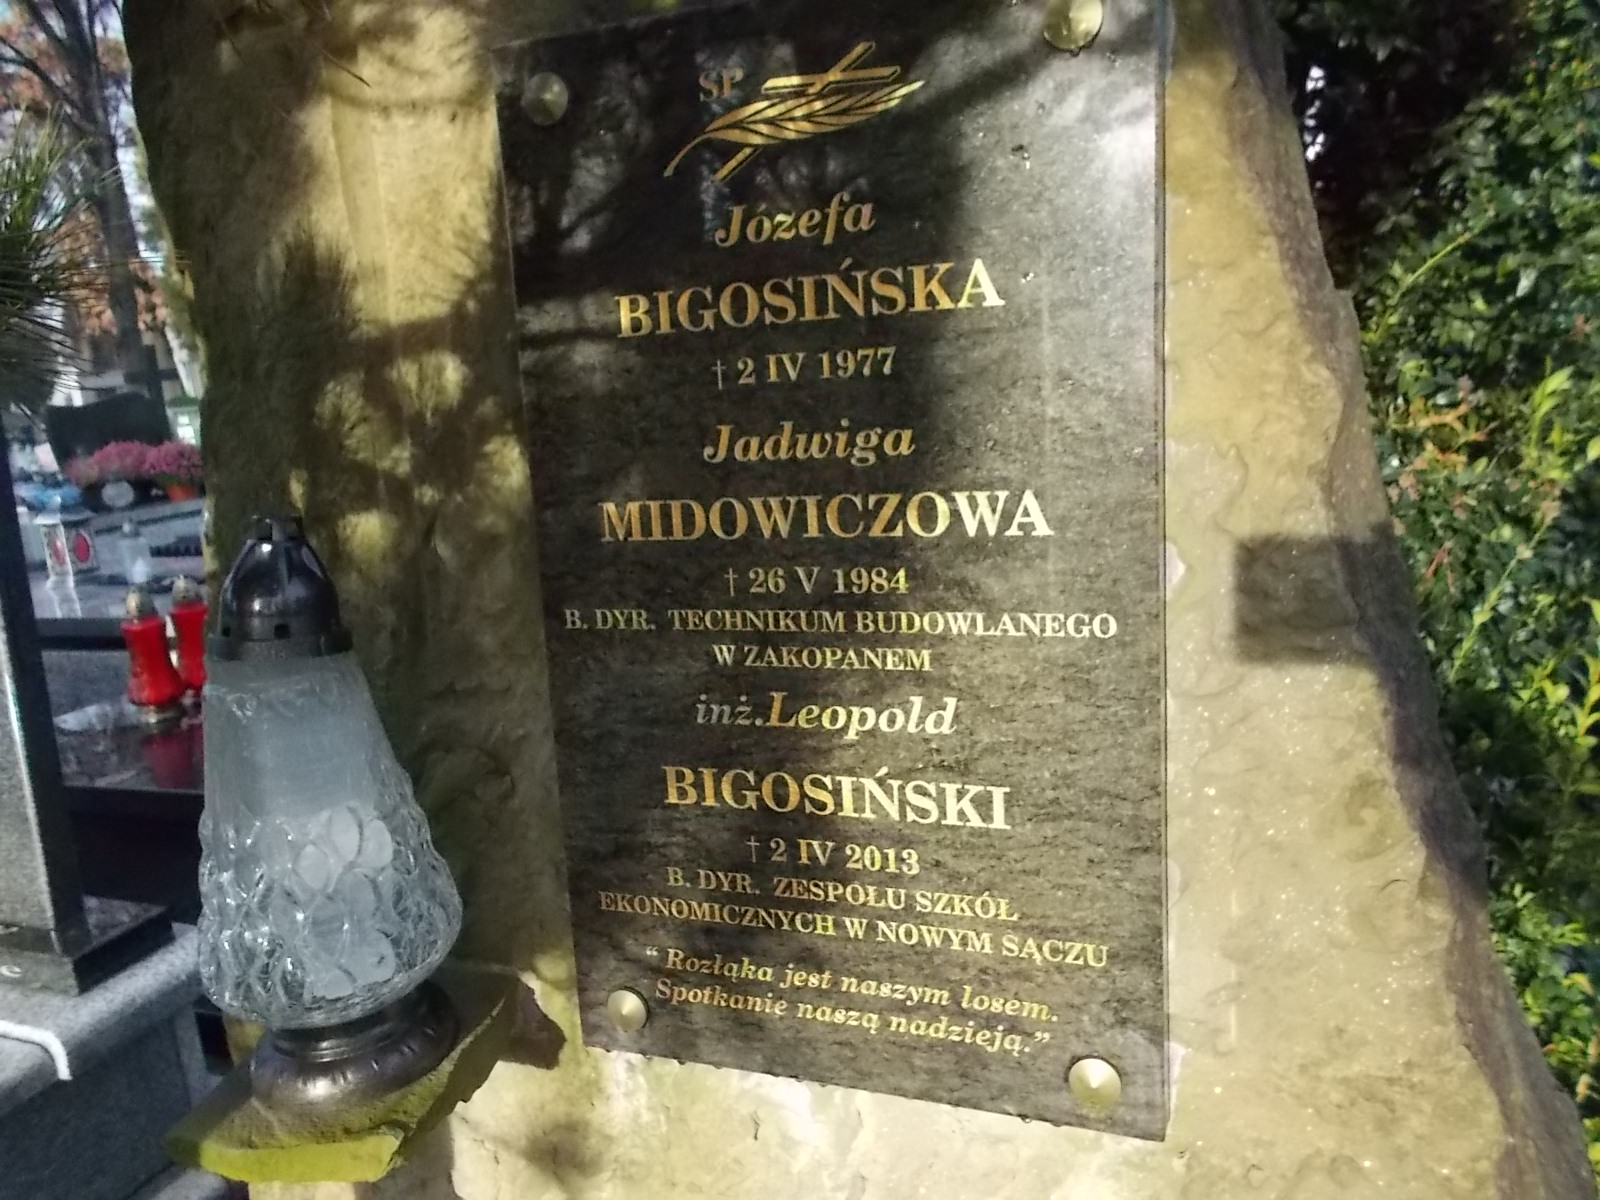 ŚP
Józefa
BIGOSIŃSKA
† 2 IV 1977
Jadwiga
MIDOWICZOWA
† 26 V 1984
B. DYR. TECHNIKUM BUDOWLANEGO
W ZAKOPANEM
inż. Leopold
BIGOSIŃSKI
† 2 IV 2013
B. DYR. ZESPOŁU SZKÓŁ
EKONOMICZNYCH W NOWYM SĄCZU
“ Rozłąka jest naszym losem.
Spotkanie naszą nadzieją.”